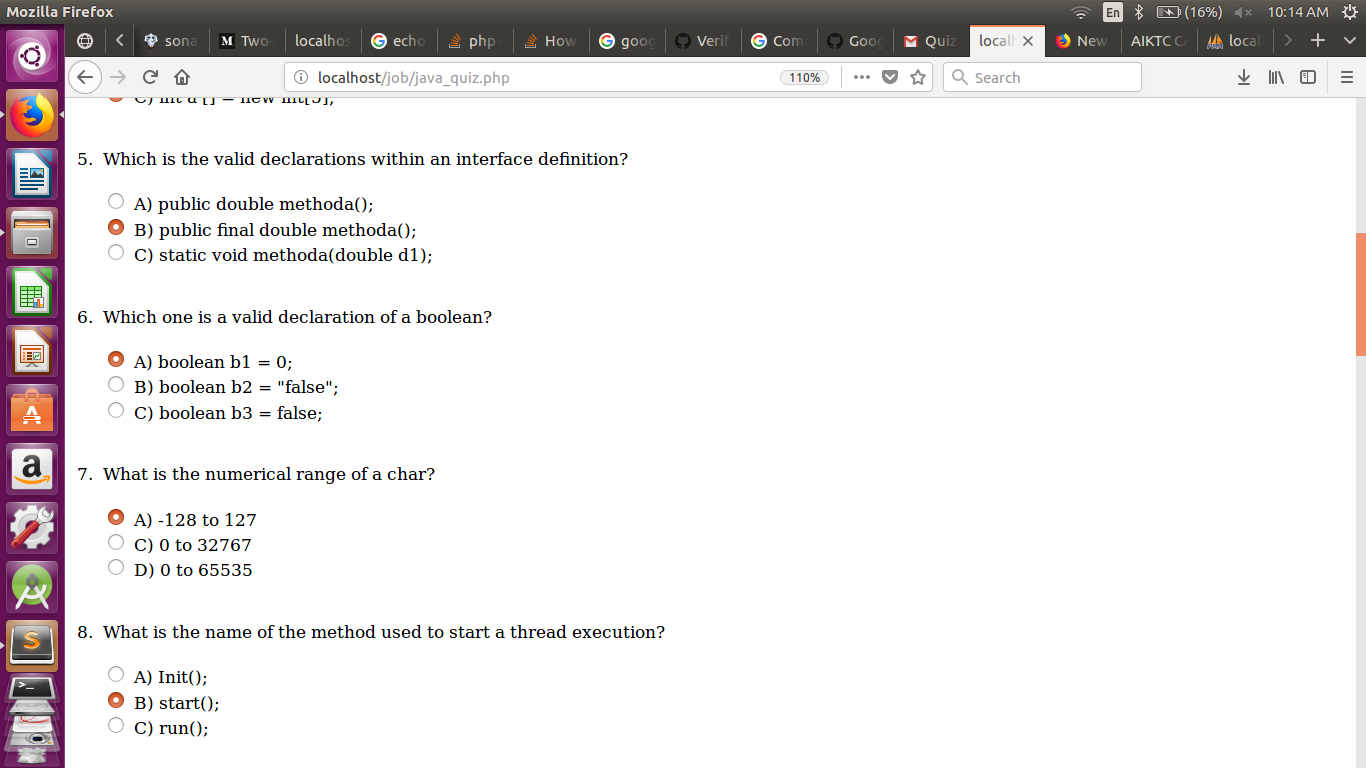 Mozilla Firefox
En
(16%)
10:14 AM
sona
M Two-
localhos
G echo
php
How
G goog
Verif
G Com
Goog
Quiz
local
New
AIKTC C
local
localhost/job/java_quiz.php
110%
Search
C) int a [] = new int[5];
5. Which is the valid declarations within an interface definition?
A) public double methoda();
B) public final double methoda();
C) static void methoda(double d1);
6. Which one is a valid declaration of a boolean?
A) boolean b1 = 0;
B) boolean b2 = "false";
C) boolean b3 = false;
7. What is the numerical range of a char?
A) -128 to 127
C) 0 to 32767
D) 0 to 65535
8. What is the name of the method used to start a thread execution?
A) Init();
B) start();
C) run();